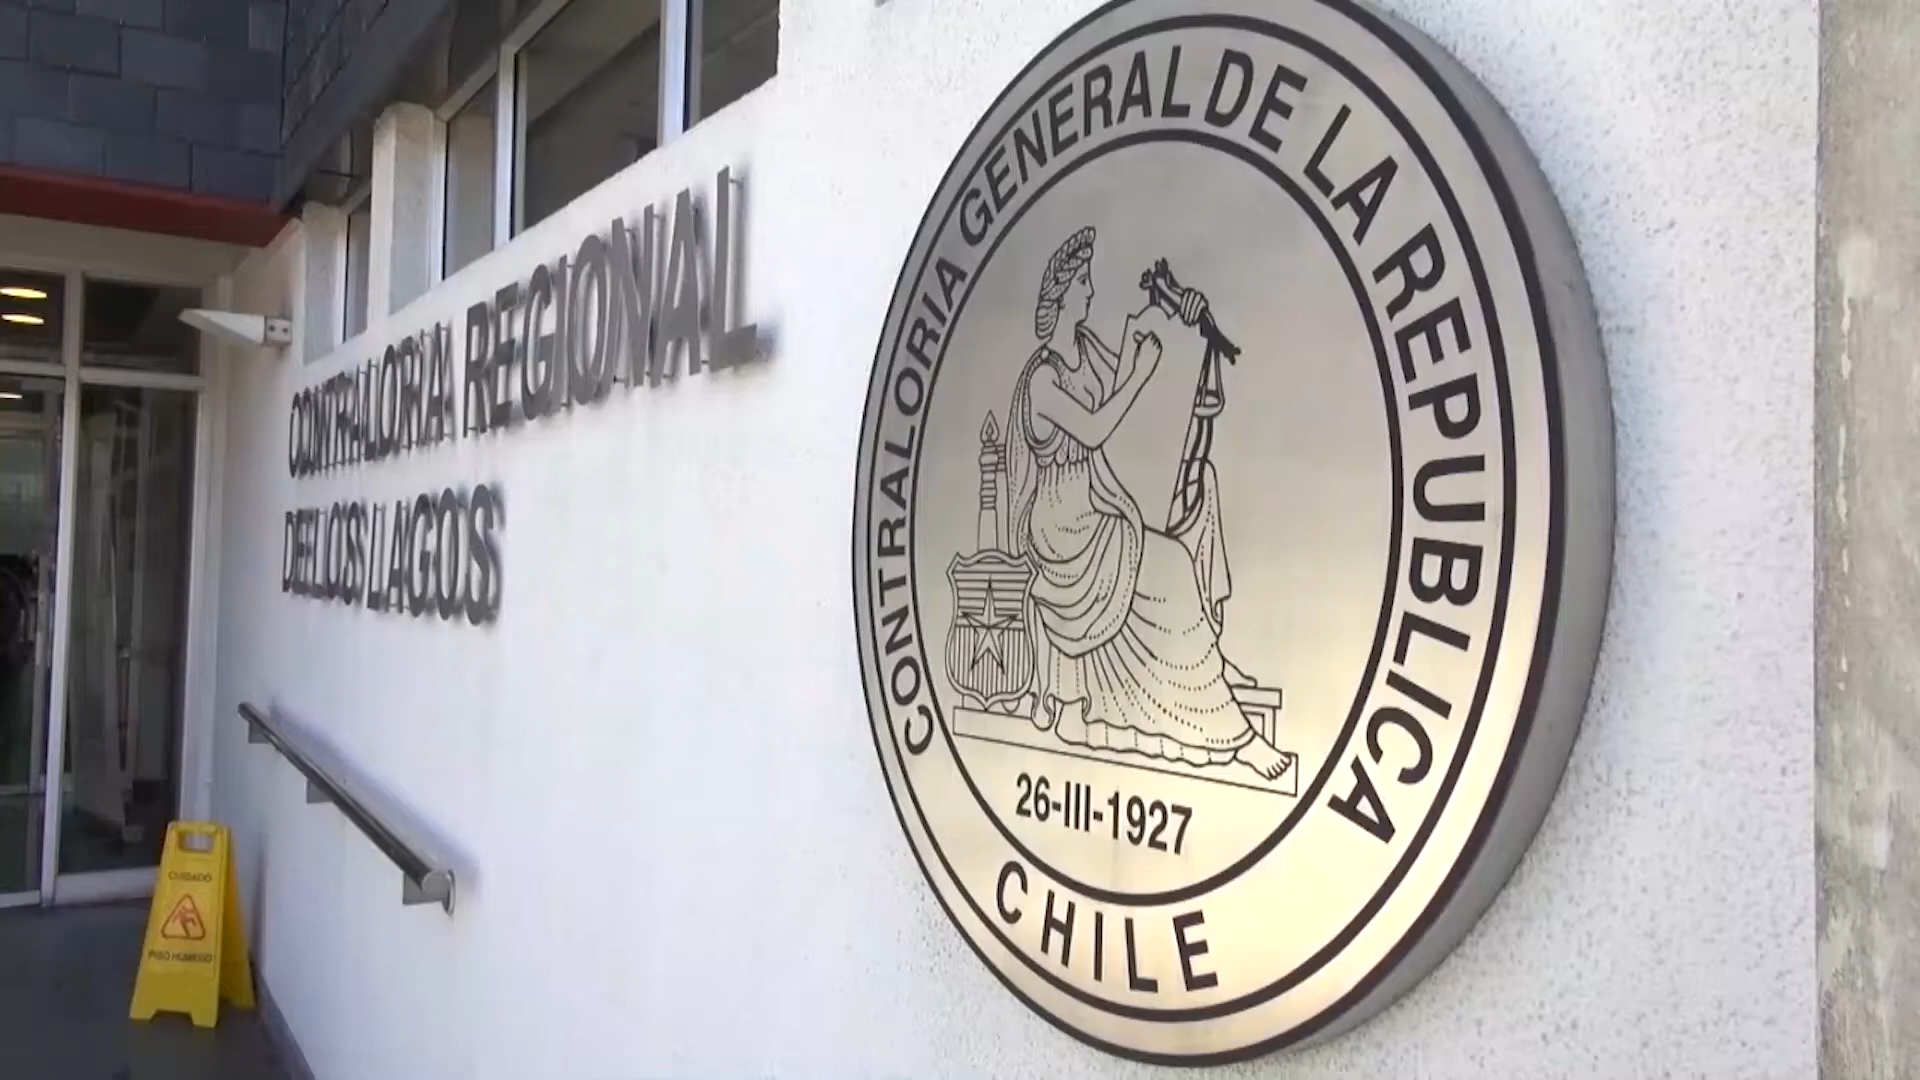 CONTRALORIA REGIONAL
DE LOS LAGOS
CONTRALORIA GENERAL DE LA REPUBLICA
26-III-1927
CHILE
CUIDADO
PISO HUMEDO